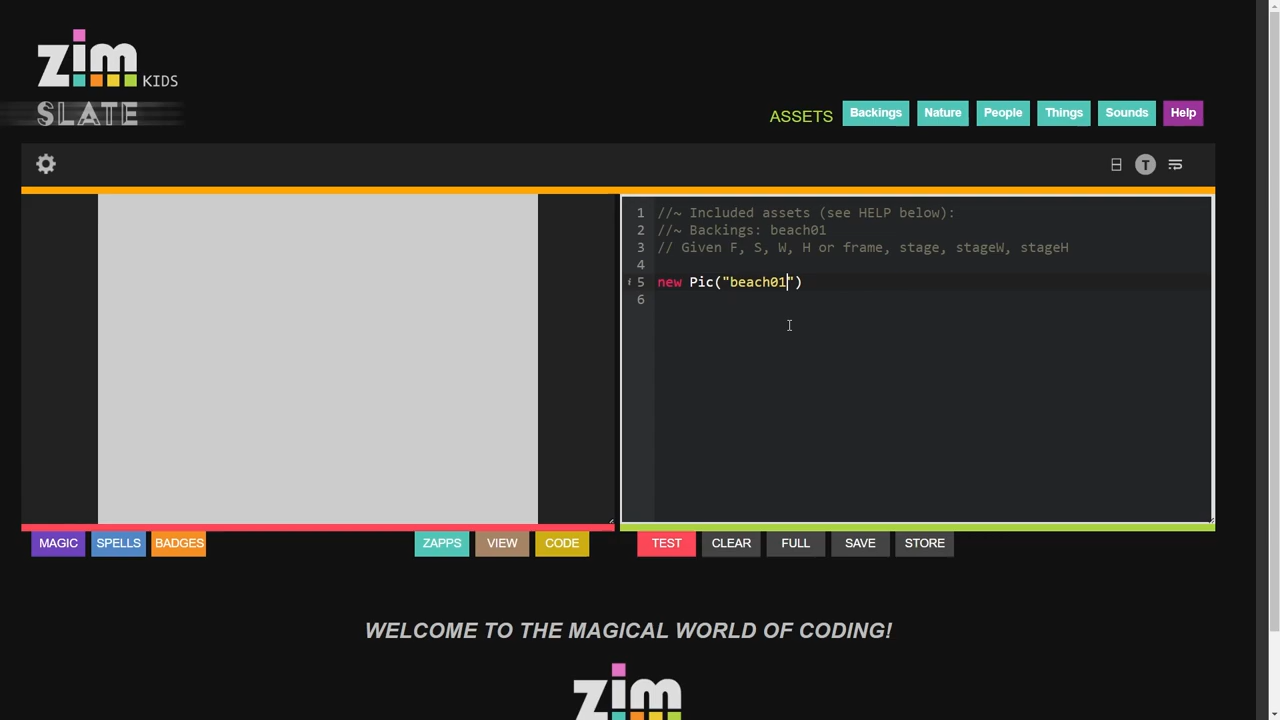 zim KIDS
SLATE
ASSETS Backings Nature People Things Sounds Help
T
1 //~ Included assets (see HELP below):
2 //~ Backings: beach01
3 // Given F, S, W, H or frame, stage, stageW, stageH
4
5 new Pic("beach01")
6
MAGIC SPELLS BADGES ZAPPS VIEW CODE TEST CLEAR FULL SAVE STORE
WELCOME TO THE MAGICAL WORLD OF CODING!
zim